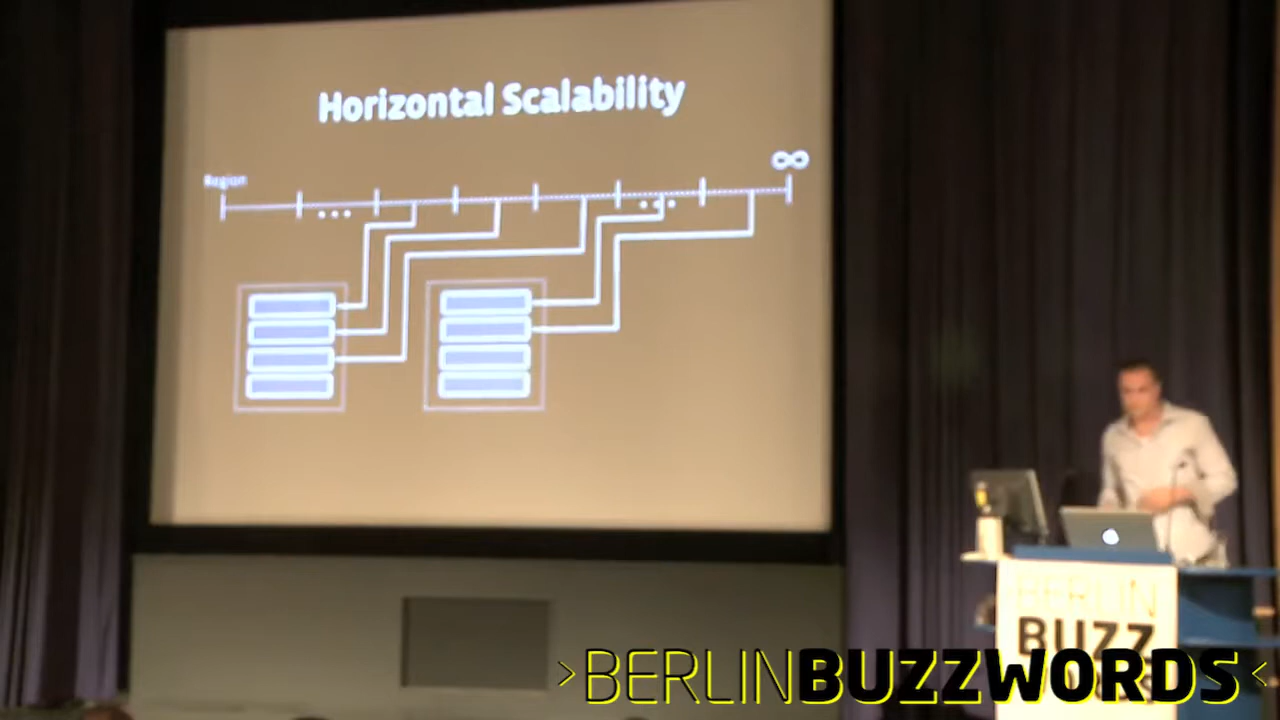 Horizontal Scalability
∞
Region
BERLIN
BUZZ
>BERLINBUZZWORDS<